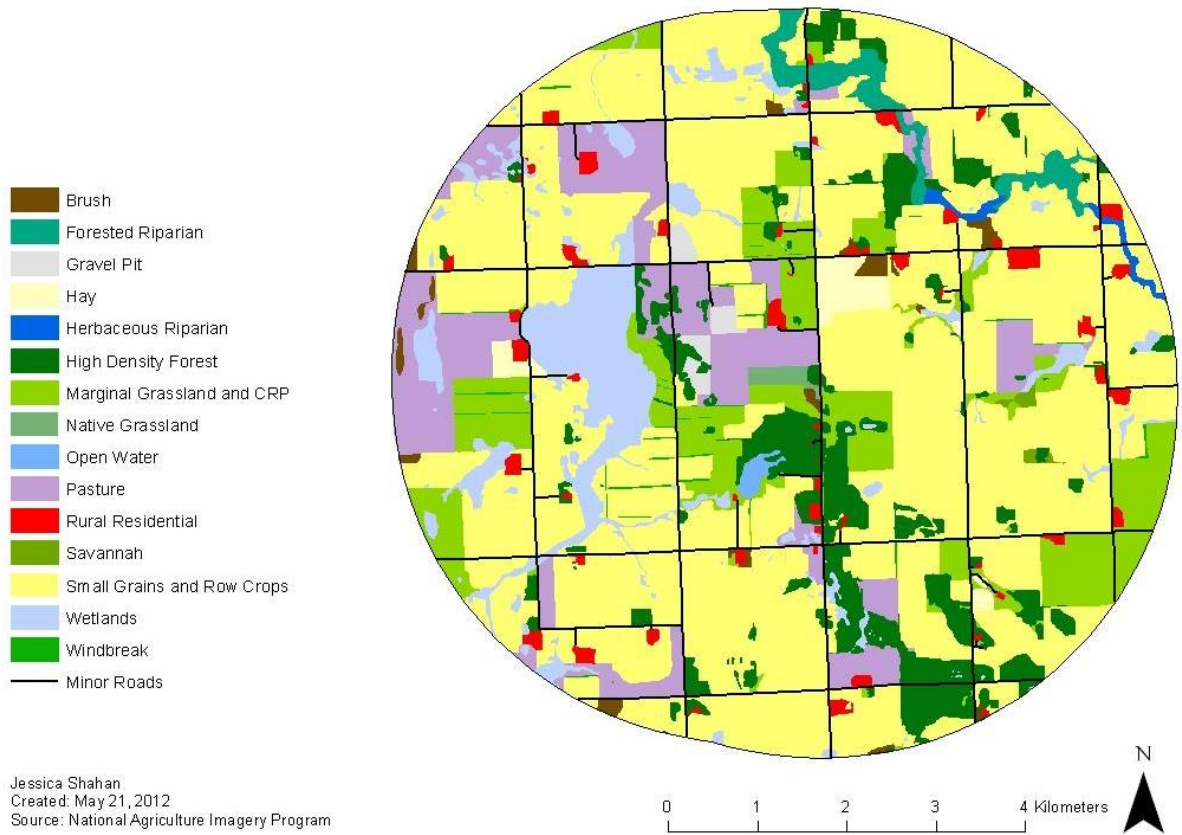 Brush
Forested Riparian
Gravel Pit
Hay
Herbaceous Riparian
High Density Forest
Marginal Grassland and CRP
Native Grassland
Open Water
Pasture
Rural Residential
Savannah
Small Grains and Row Crops
Wetlands
Windbreak
Minor Roads
Jessica Shahan
Created: May 21, 2012
Source: National Agriculture Imagery Program
0 1 2 3 4 Kilometers
N